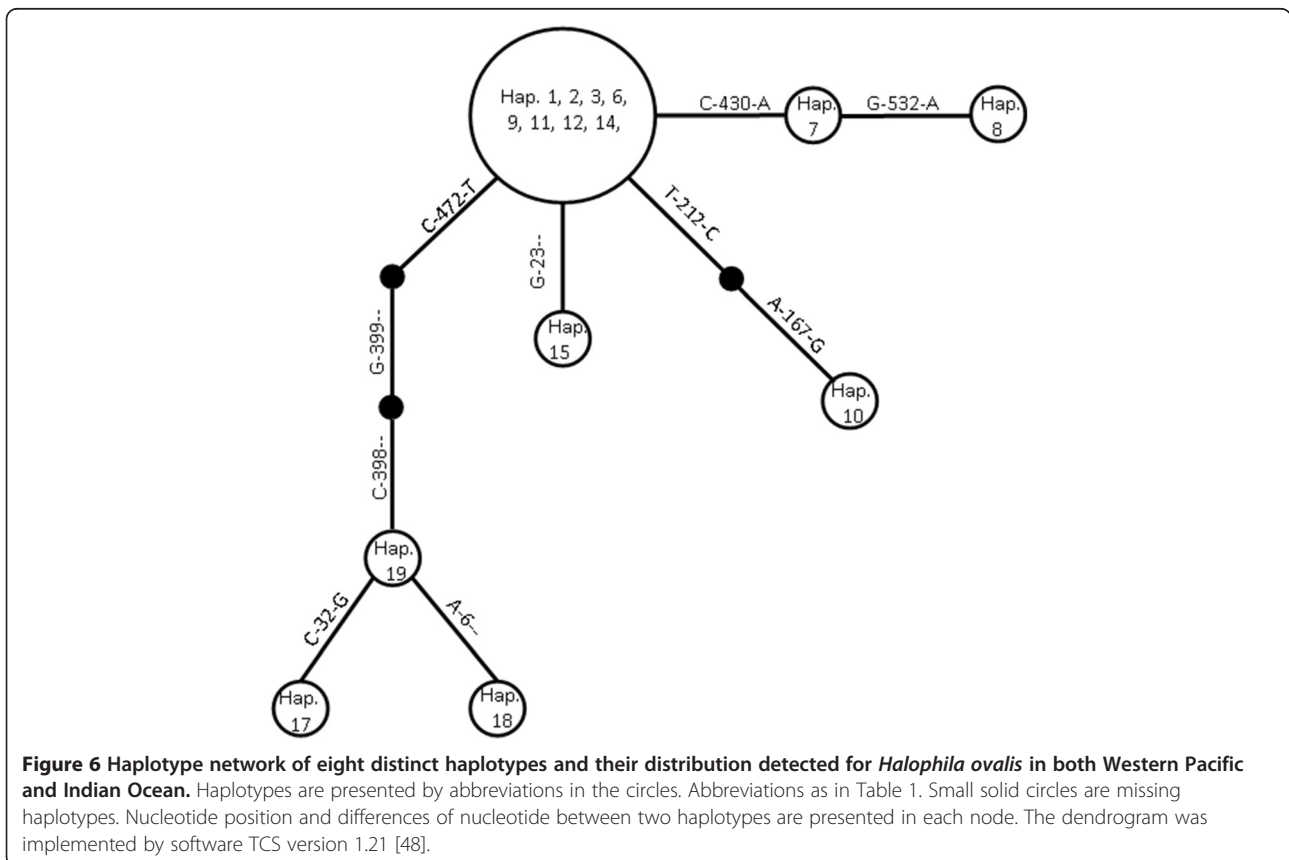 Hap. 1, 2, 3, 6,
9, 11, 12, 14,
C-430-A
Hap.
7
G-532-A
Hap.
8
C-472-T
G-23--
T-212-C
Hap.
15
A-167-G
Hap.
10
G-399--
C-398--
Hap.
19
C-32-G
A-6--
Hap.
17
Hap.
18
Figure 6 Haplotype network of eight distinct haplotypes and their distribution detected for Halophila ovalis in both Western Pacific
and Indian Ocean. Haplotypes are presented by abbreviations in the circles. Abbreviations as in Table 1. Small solid circles are missing
haplotypes. Nucleotide position and differences of nucleotide between two haplotypes are presented in each node. The dendrogram was
implemented by software TCS version 1.21 [48].